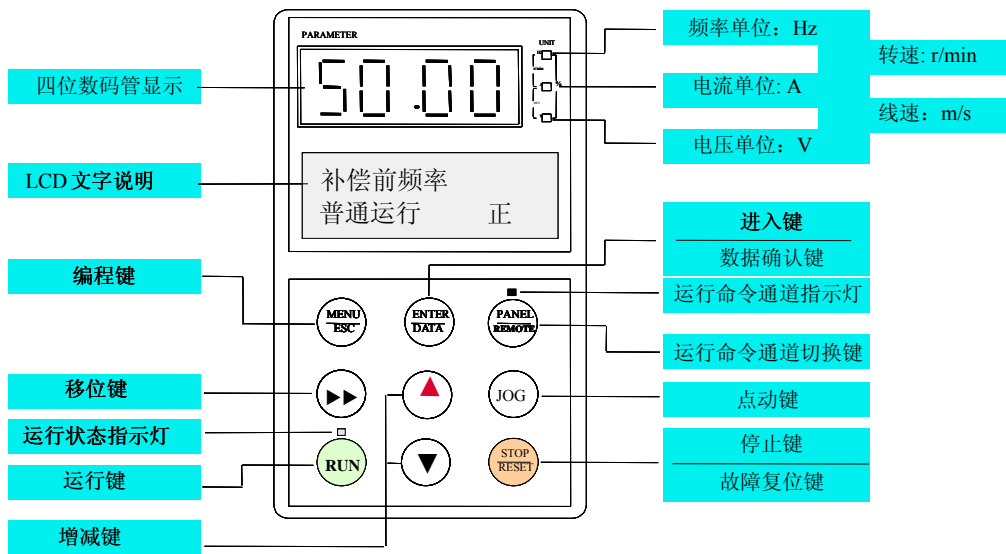 PARAMETER
UNIT
50.00
%
补偿前频率
普通运行 正
四位数码管显示
LCD 文字说明
编程键
移位键
运行状态指示灯
运行键
增减键
MENU
ESC
ENTER
DATA
PANEL
REMOTE
JOG
RUN
STOP
RESET
频率单位：Hz
转速: r/min
电流单位: A
线速：m/s
电压单位：V
进入键
数据确认键
运行命令通道指示灯
运行命令通道切换键
点动键
停止键
故障复位键